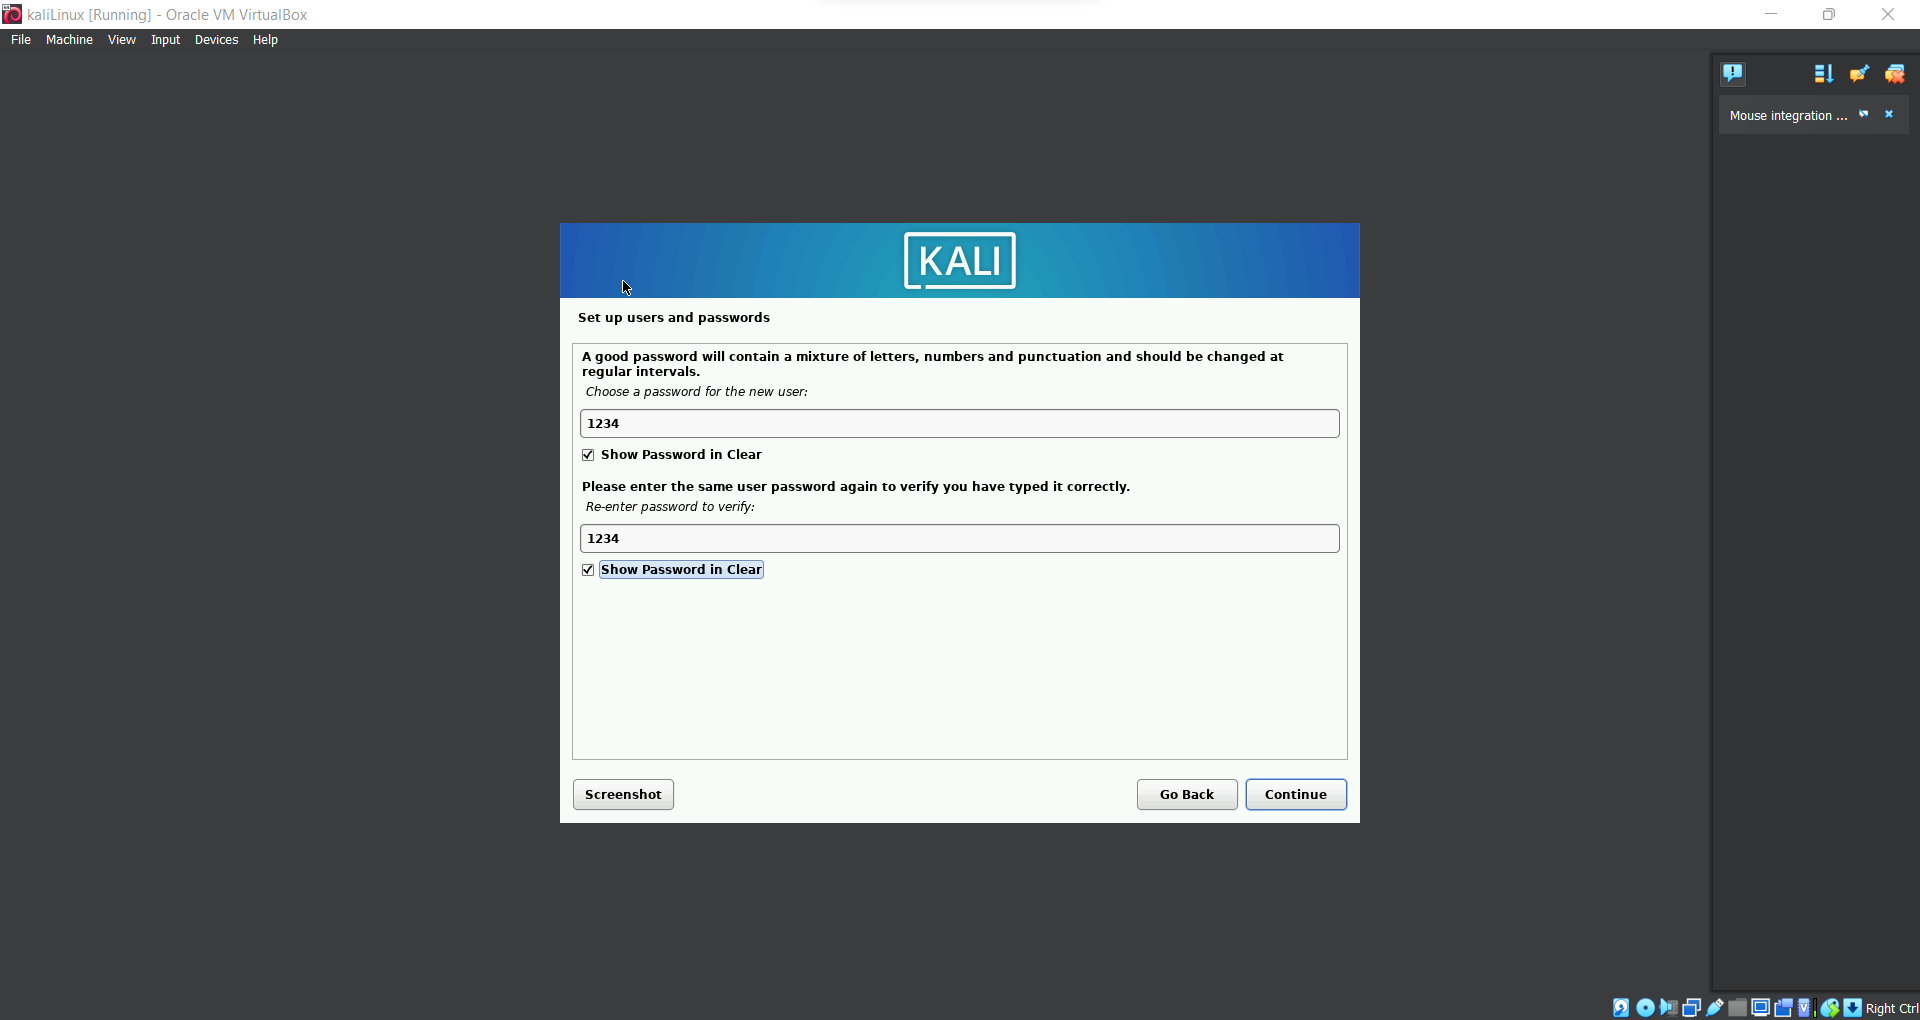 kaliLinux [Running] - Oracle VM VirtualBox
File Machine View Input Devices Help
Mouse integration ...
KALI
Set up users and passwords
A good password will contain a mixture of letters, numbers and punctuation and should be changed at
regular intervals.
Choose a password for the new user:
1234
Show Password in Clear
Please enter the same user password again to verify you have typed it correctly.
Re-enter password to verify:
1234
Show Password in Clear
Screenshot Go Back Continue
Right Ctrl